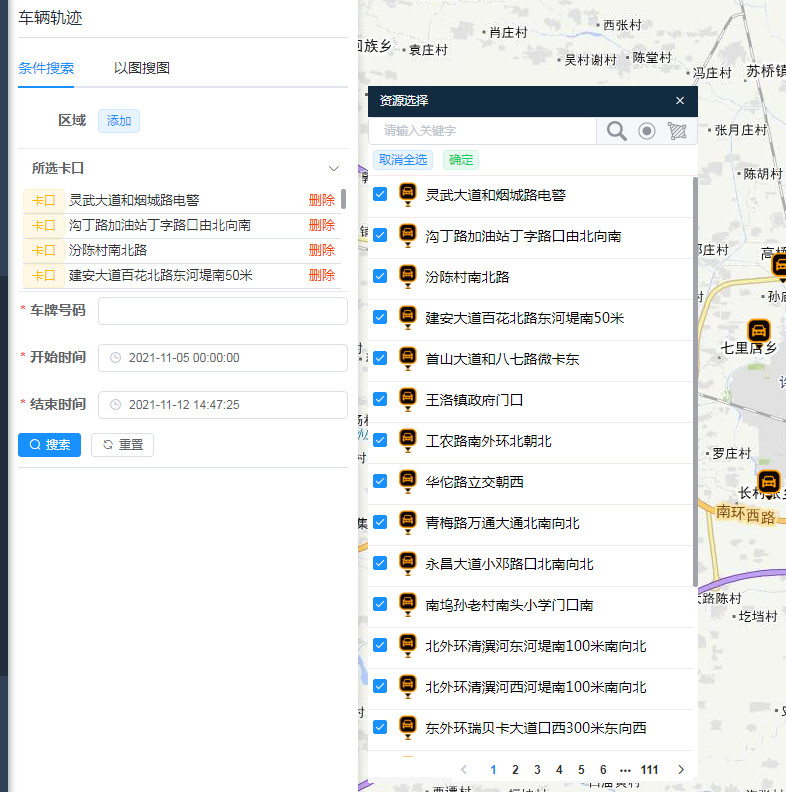 车辆轨迹
条件搜索
以图搜图
区域
添加
所选卡口
卡口 灵武大道和烟城路电警 删除
卡口 沟丁路加油站丁字路口由北向南 删除
卡口 汾陈村南北路 删除
卡口 建安大道百花北路东河堤南50米 删除
* 车牌号码
* 开始时间 2021-11-05 00:00:00
* 结束时间 2021-11-12 14:47:25
搜索
重置
资源选择 ×
请输入关键字
取消全选
确定
灵武大道和烟城路电警
沟丁路加油站丁字路口由北向南
汾陈村南北路
建安大道百花北路东河堤南50米
首山大道和八七路微卡东
王洛镇政府门口
工农路南外环北朝北
华佗路立交朝西
青梅路万通大通北南向北
永昌大道小邓路口北南向北
南坞孙老村南头小学门口南
北外环清潩河东河堤南100米南向北
北外环清潩河西河堤南100米南向北
东外环瑞贝卡大道口西300米东向西
< 1 2 3 4 5 6 ··· 111 >
回族乡
袁庄村
肖庄村
西张村
吴村谢村
陈堂村
冯庄村
苏桥镇
张月庄村
陈胡村
七里店乡
罗庄村
南环西路
圪垱村